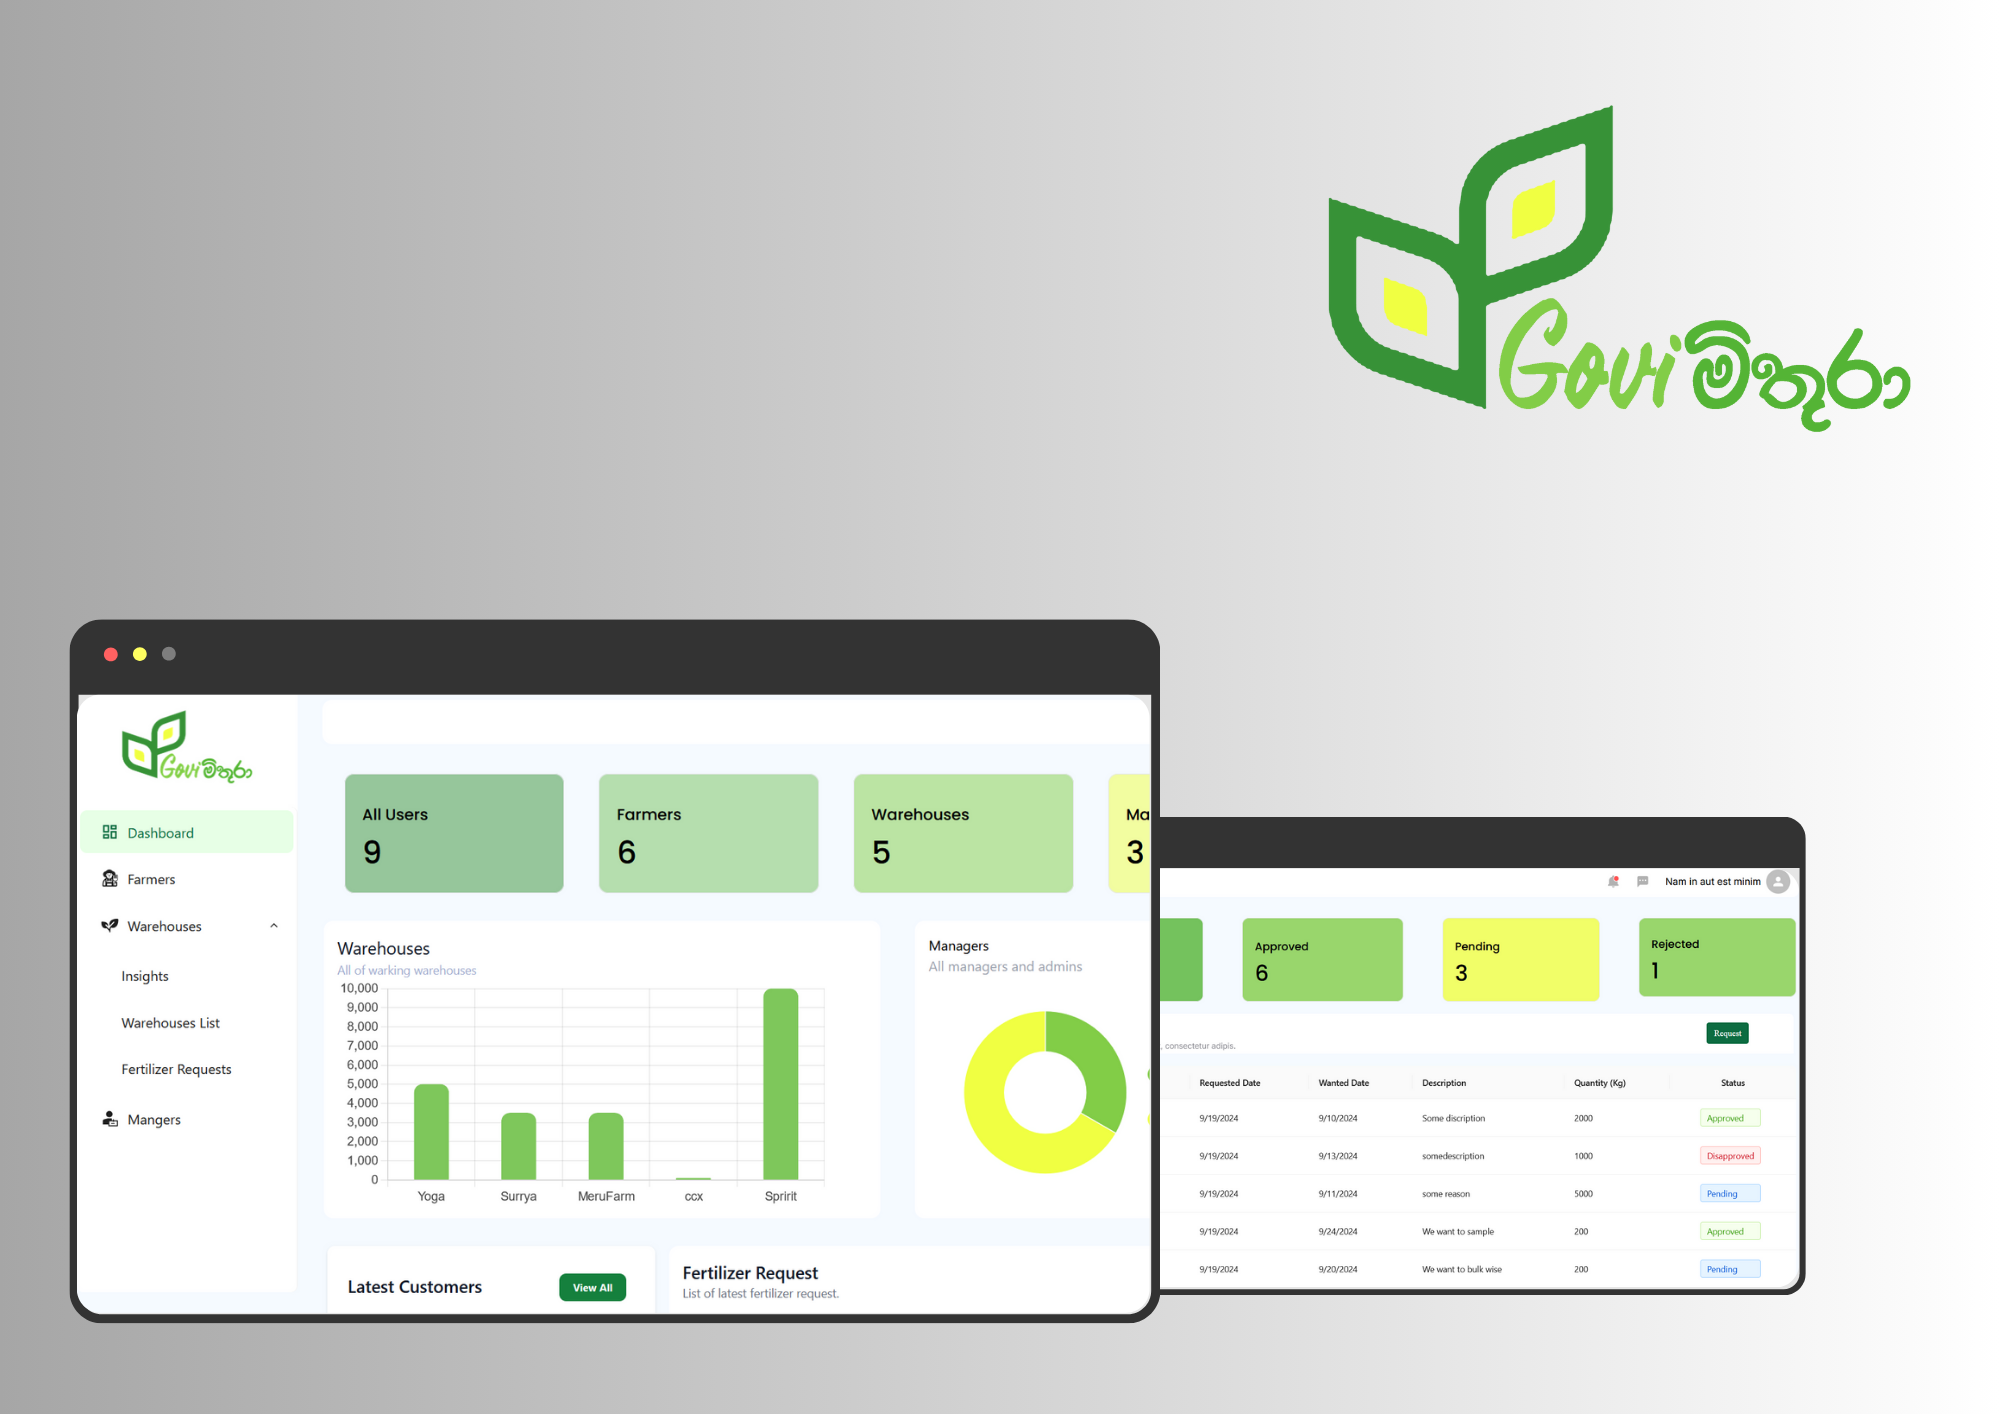 Goviමිතුරා
Goviමිතුරා
Dashboard
Farmers
Warehouses
Insights
Warehouses List
Fertilizer Requests
Mangers
All Users
9
Farmers
6
Warehouses
5
Ma
3
Warehouses
All of warking warehouses
10,000
9,000
8,000
7,000
6,000
5,000
4,000
3,000
2,000
1,000
0
Yoga Surrya MeruFarm ccx Spririt
Managers
All managers and admins
Latest Customers View All
Fertilizer Request
List of latest fertilizer request.
Nam in aut est minim
Approved
6
Pending
3
Rejected
1
, consectetur adipis.
Request
Requested Date Wanted Date Description Quantity (Kg) Status
9/19/2024 9/10/2024 Some discription 2000 Approved
9/19/2024 9/13/2024 somedescription 1000 Disapproved
9/19/2024 9/11/2024 some reason 5000 Pending
9/19/2024 9/24/2024 We want to sample 200 Approved
9/19/2024 9/20/2024 We want to bulk wise 200 Pending